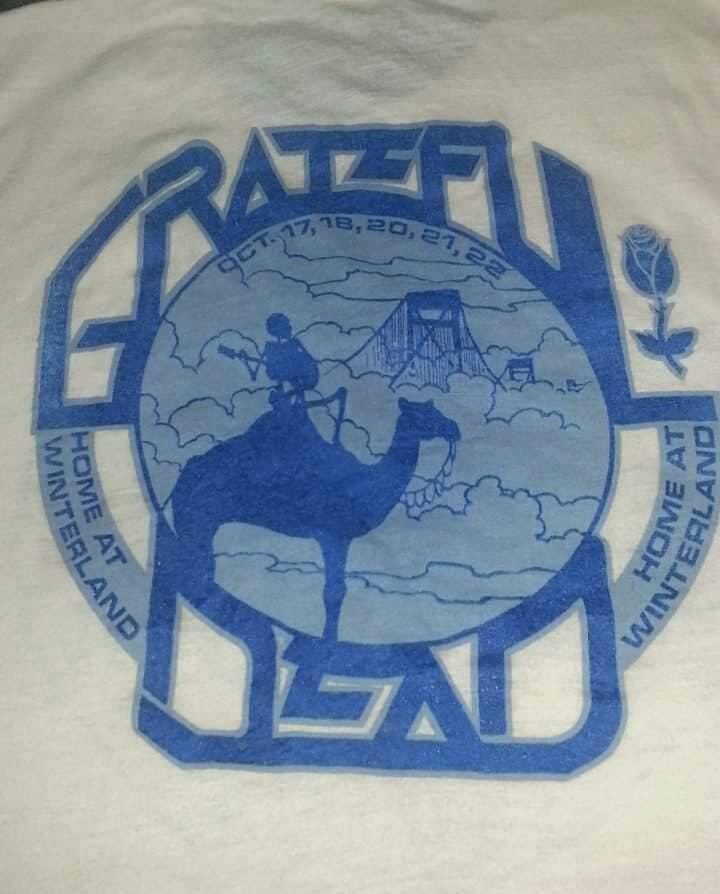 GRATEFUL
OCT. 17, 18, 20, 21, 22
HOME AT
WINTERLAND
HOME AT
WINTERLAND
DEAD